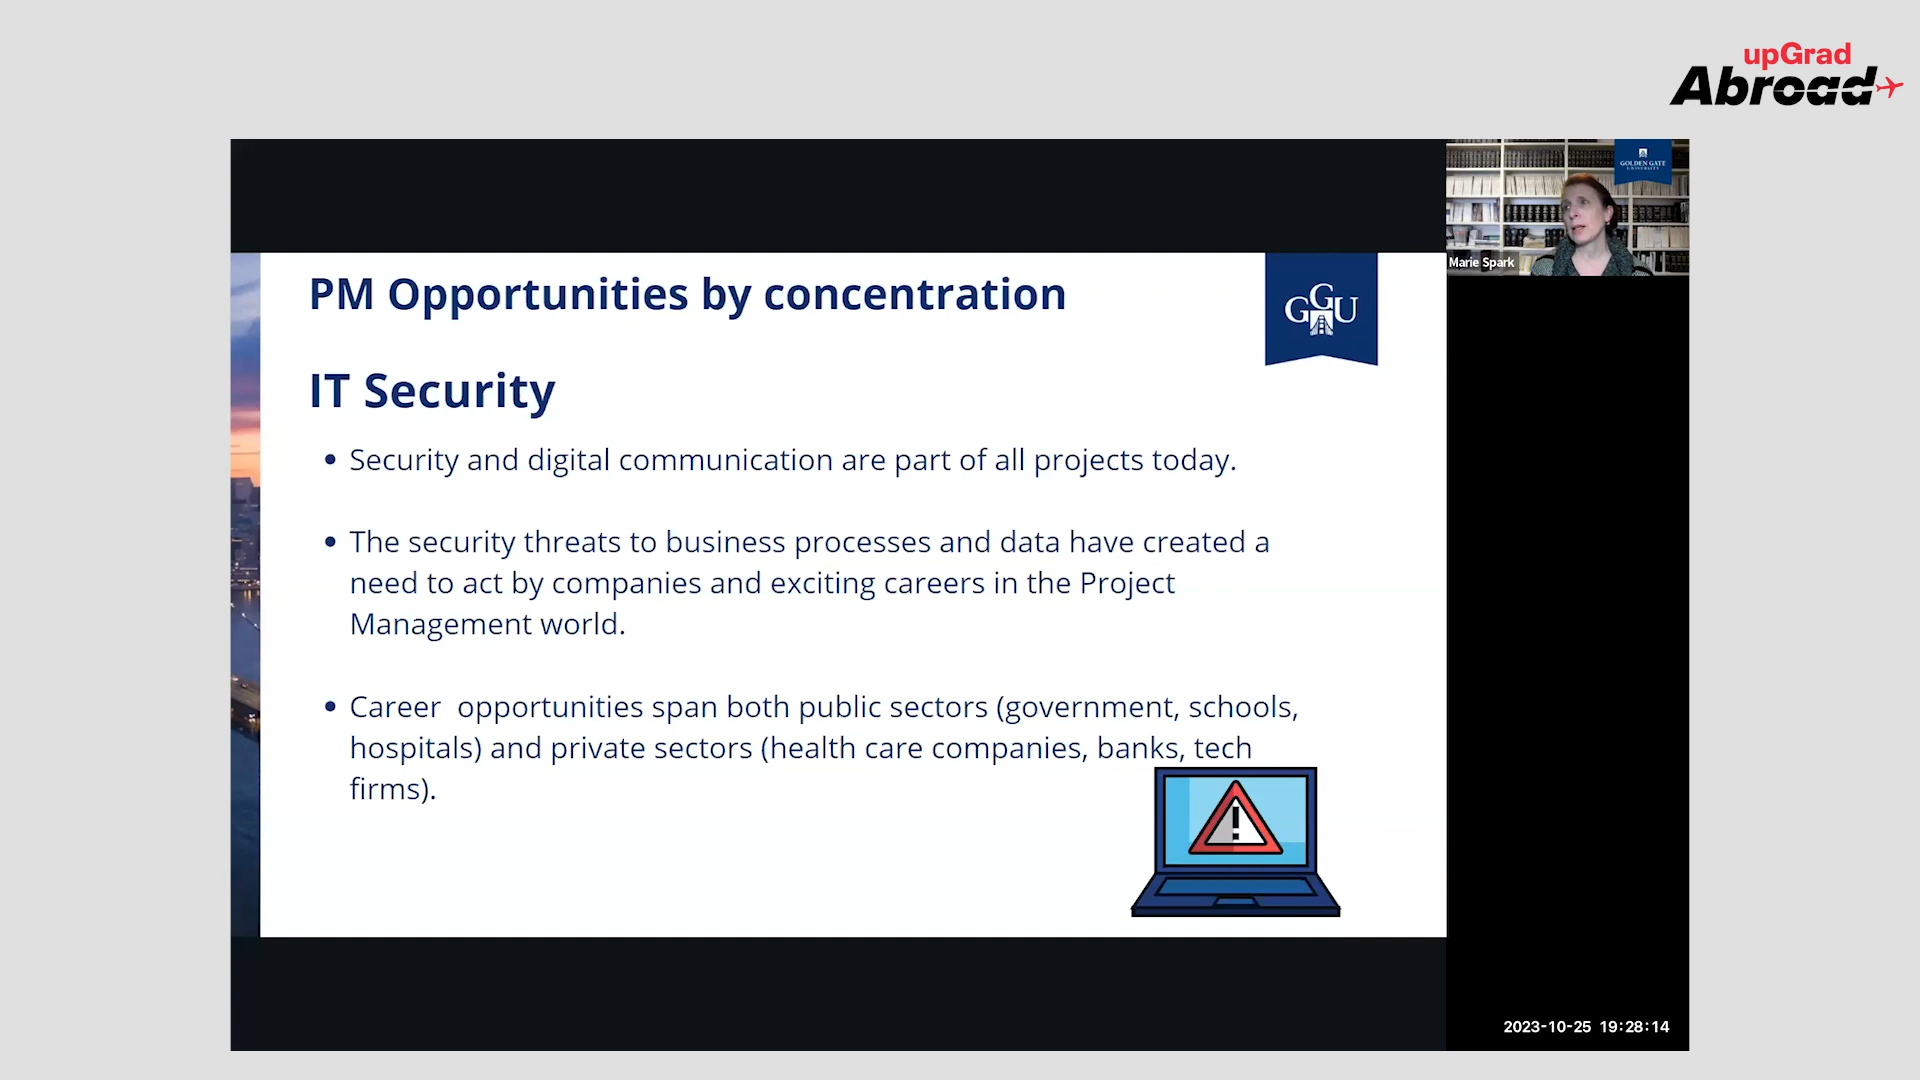 upGrad
Abroad
GOLDEN GATE
UNIVERSITY
Marie Spark
PM Opportunities by concentration
GGU
IT Security
• Security and digital communication are part of all projects today.
• The security threats to business processes and data have created a
need to act by companies and exciting careers in the Project
Management world.
• Career opportunities span both public sectors (government, schools,
hospitals) and private sectors (health care companies, banks, tech
firms).
!
2023-10-25 19:28:14